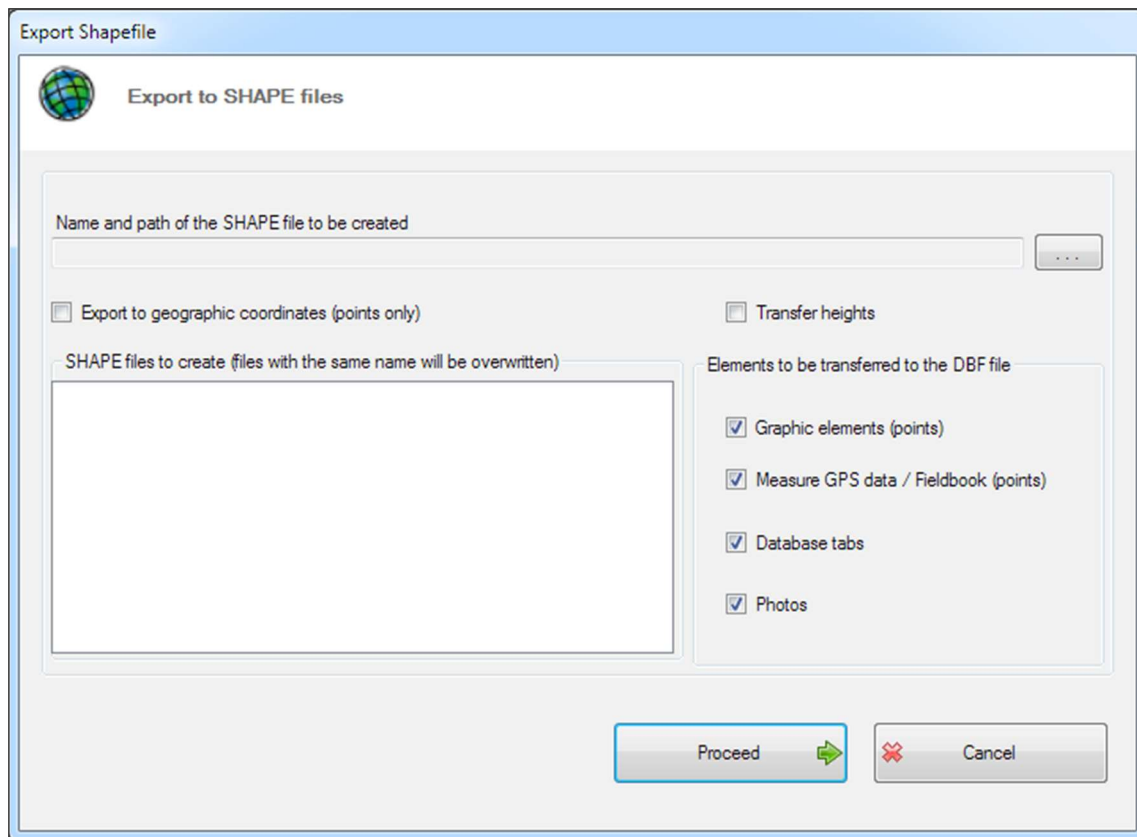 Export Shapefile
Export to SHAPE files
Name and path of the SHAPE file to be created
...
Export to geographic coordinates (points only)
Transfer heights
SHAPE files to create (files with the same name will be overwritten)
Elements to be transferred to the DBF file
Graphic elements (points)
Measure GPS data / Fieldbook (points)
Database tabs
Photos
Proceed
Cancel